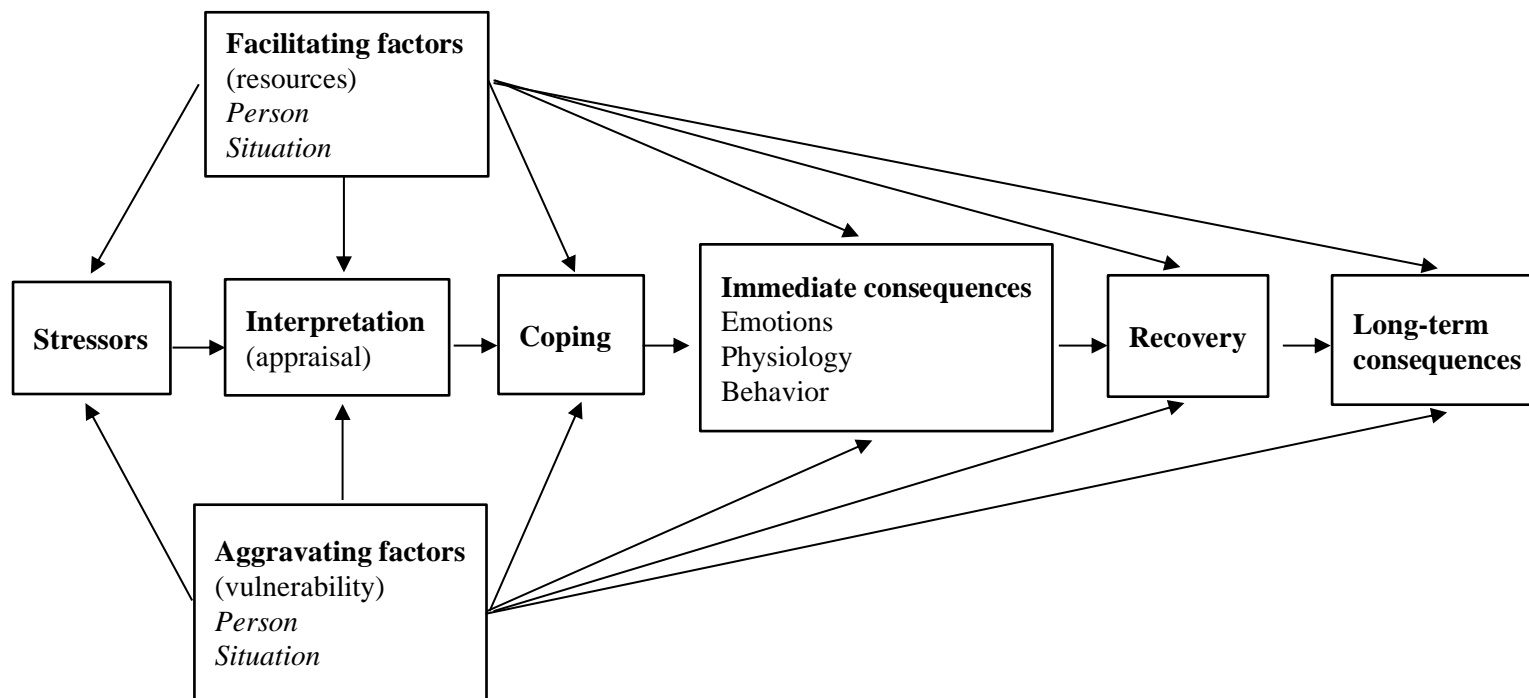 Facilitating factors
(resources)
Person
Situation
Stressors
Interpretation
(appraisal)
Coping
Immediate consequences
Emotions
Physiology
Behavior
Recovery
Long-term
consequences
Aggravating factors
(vulnerability)
Person
Situation